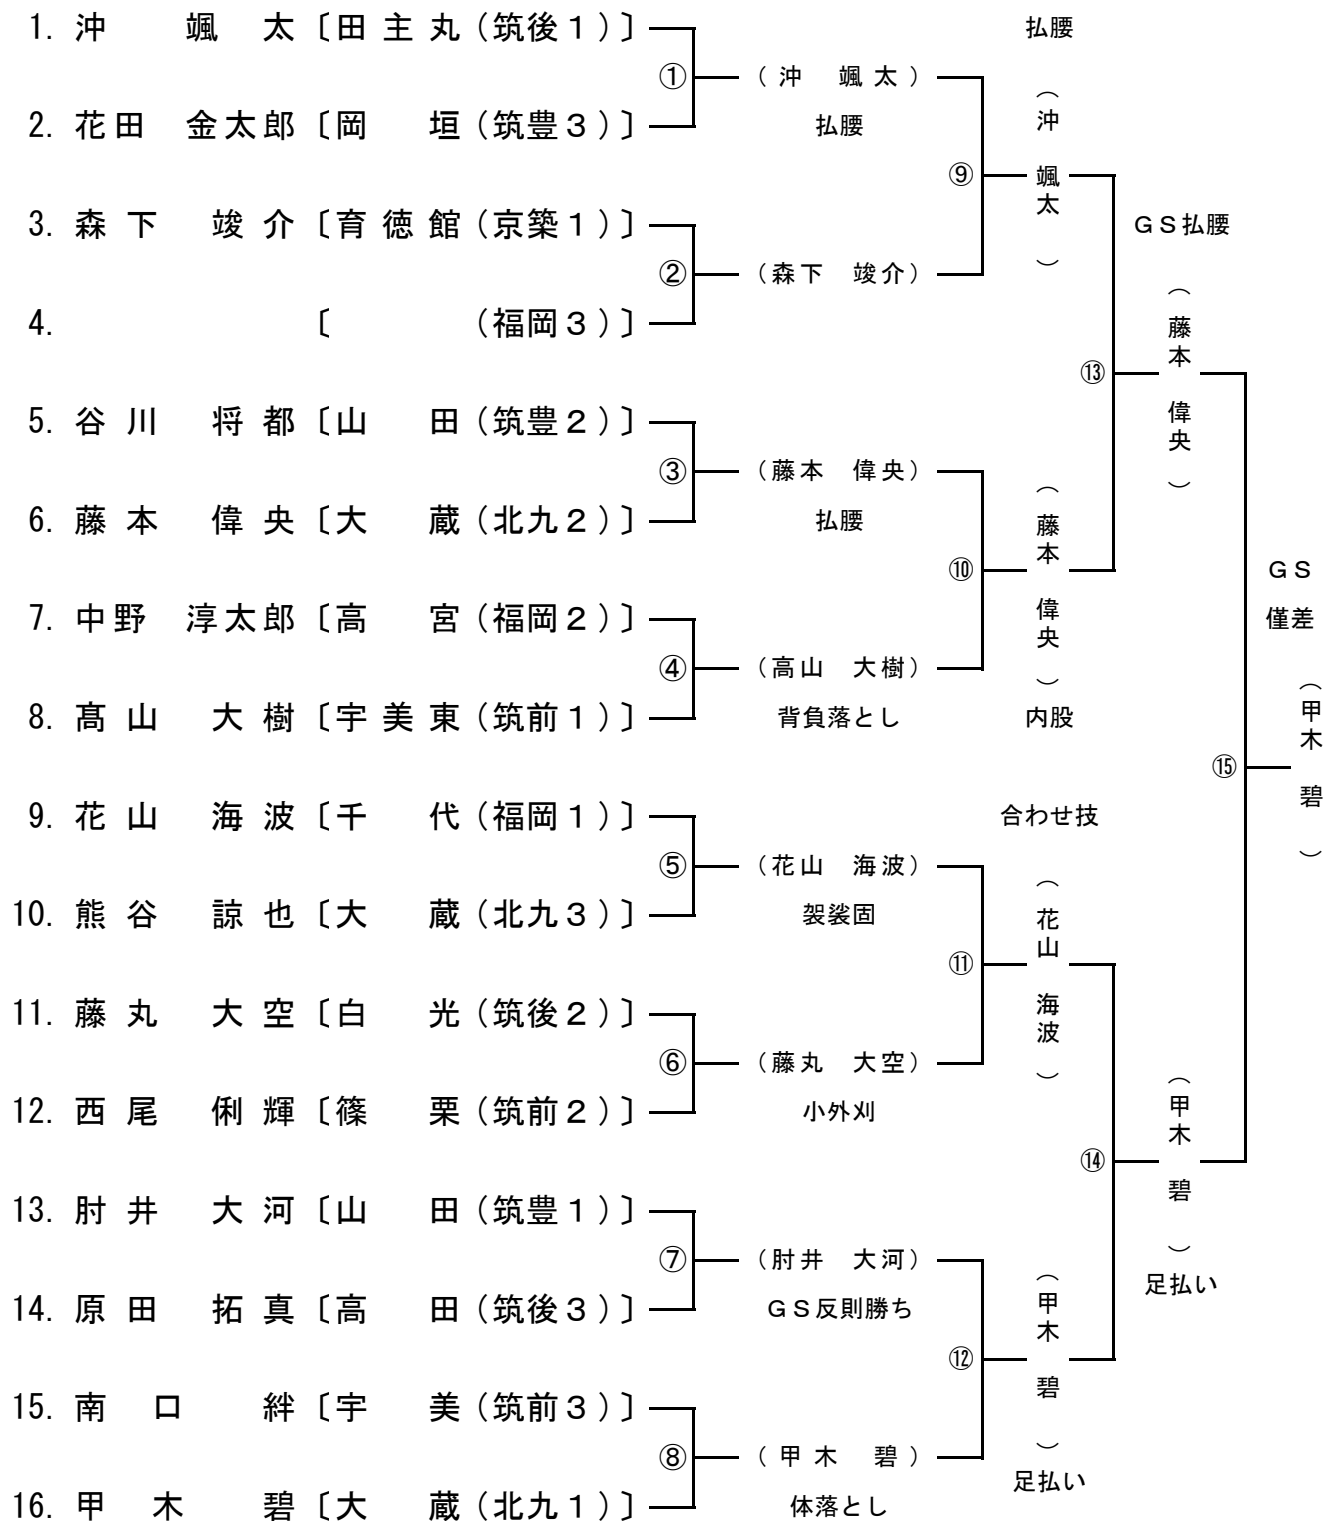 1. 沖 颯 太 〔田 主 丸 (筑後１)〕
① (沖 颯太)
払腰
2. 花田 金太郎 〔岡 垣 (筑豊３)〕
⑨ (沖 颯太)
払腰
3. 森 下 竣 介 〔育 徳 館 (京築１)〕
② (森下 竣介)
4. 〔 (福岡３)〕
⑬ (藤本 偉央)
ＧＳ払腰
5. 谷 川 将 都 〔山 田 (筑豊２)〕
③ (藤本 偉央)
払腰
6. 藤 本 偉 央 〔大 蔵 (北九２)〕
⑩ (藤本 偉央)
内股
7. 中野 淳太郎 〔高 宮 (福岡２)〕
④ (高山 大樹)
背負落とし
8. 髙 山 大 樹 〔宇 美 東 (筑前１)〕
⑮ (甲木 碧)
ＧＳ
僅差
9. 花 山 海 波 〔千 代 (福岡１)〕
⑤ (花山 海波)
袈裟固
10. 熊 谷 諒 也 〔大 蔵 (北九３)〕
⑪ (花山 海波)
合わせ技
11. 藤 丸 大 空 〔白 光 (筑後２)〕
⑥ (藤丸 大空)
小外刈
12. 西 尾 俐 輝 〔篠 栗 (筑前２)〕
⑭ (甲木 碧)
足払い
13. 肘 井 大 河 〔山 田 (筑豊１)〕
⑦ (肘井 大河)
ＧＳ反則勝ち
14. 原 田 拓 真 〔高 田 (筑後３)〕
⑫ (甲木 碧)
足払い
15. 南 口 絆 〔宇 美 (筑前３)〕
⑧ (甲木 碧)
体落とし
16. 甲 木 碧 〔大 蔵 (北九１)〕